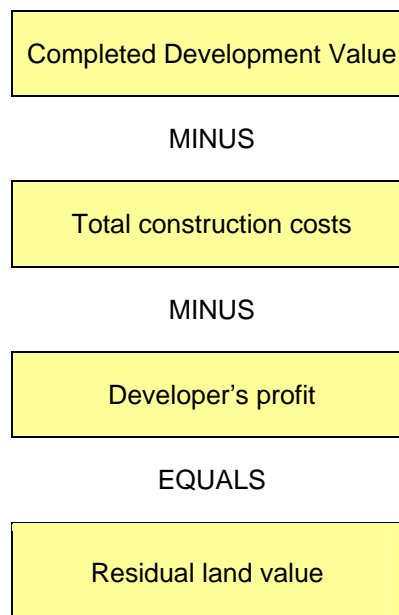 Completed Development Value
MINUS
Total construction costs
MINUS
Developer’s profit
EQUALS
Residual land value